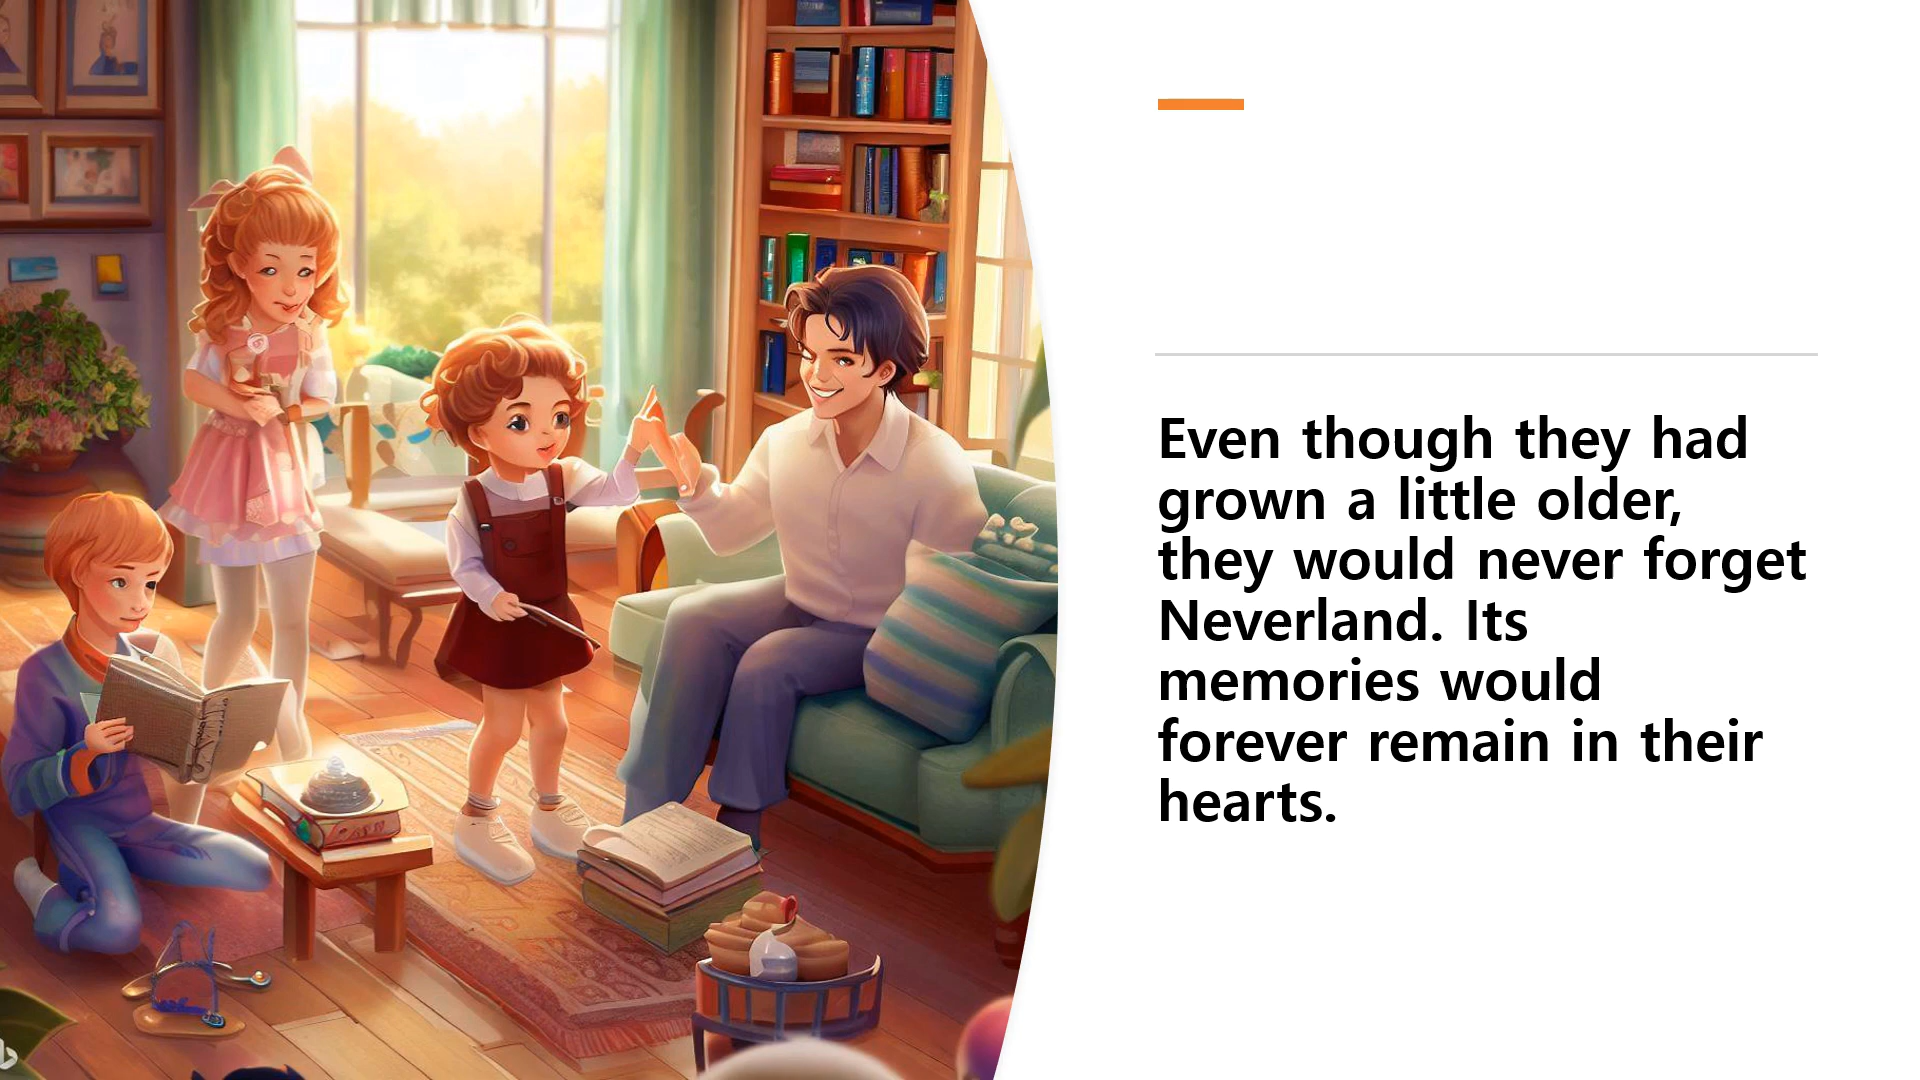 Even though they had
grown a little older,
they would never forget
Neverland. Its
memories would
forever remain in their
hearts.